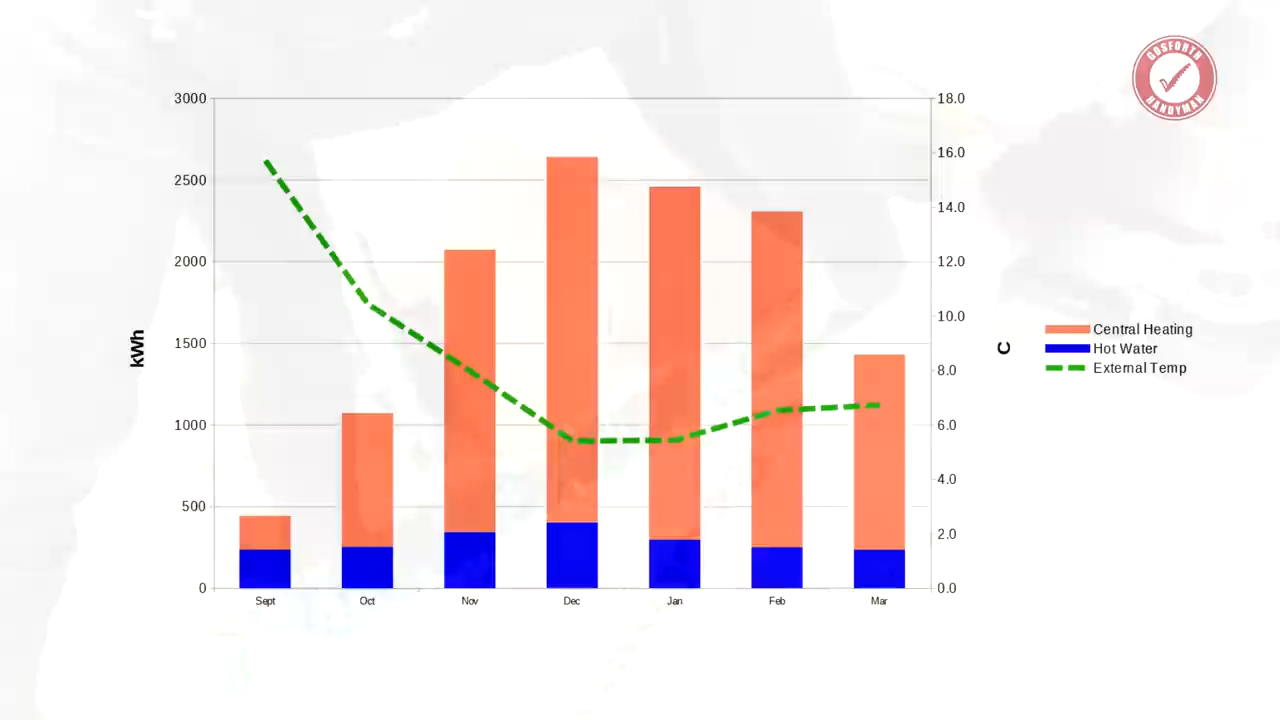 GOSFORTH
HANDYMAN
3000
2500
2000
1500
1000
500
0
kWh
18.0
16.0
14.0
12.0
10.0
8.0
6.0
4.0
2.0
0.0
C
Sept
Oct
Nov
Dec
Jan
Feb
Mar
Central Heating
Hot Water
External Temp